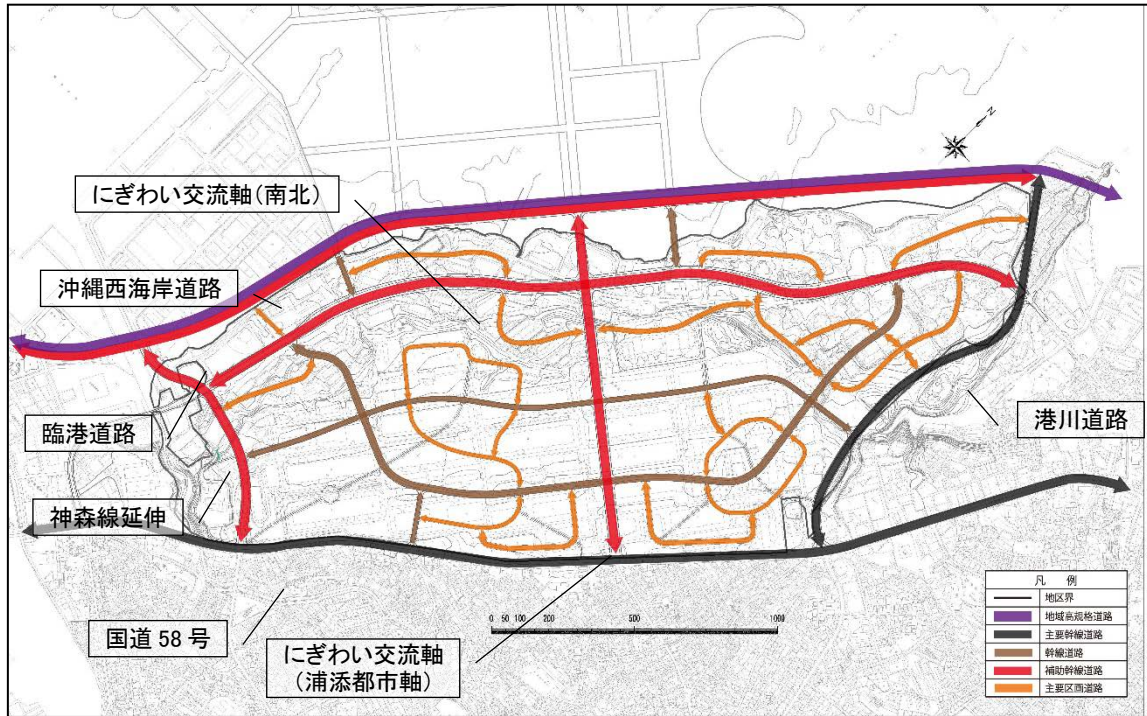 N
にぎわい交流軸(南北)
沖縄西海岸道路
臨港道路
港川道路
神森線延伸
国道 58 号
にぎわい交流軸
(浦添都市軸)
0 50 100 200 500 1000
凡 例
地区界
地域高規格道路
主要幹線道路
幹線道路
補助幹線道路
主要区画道路